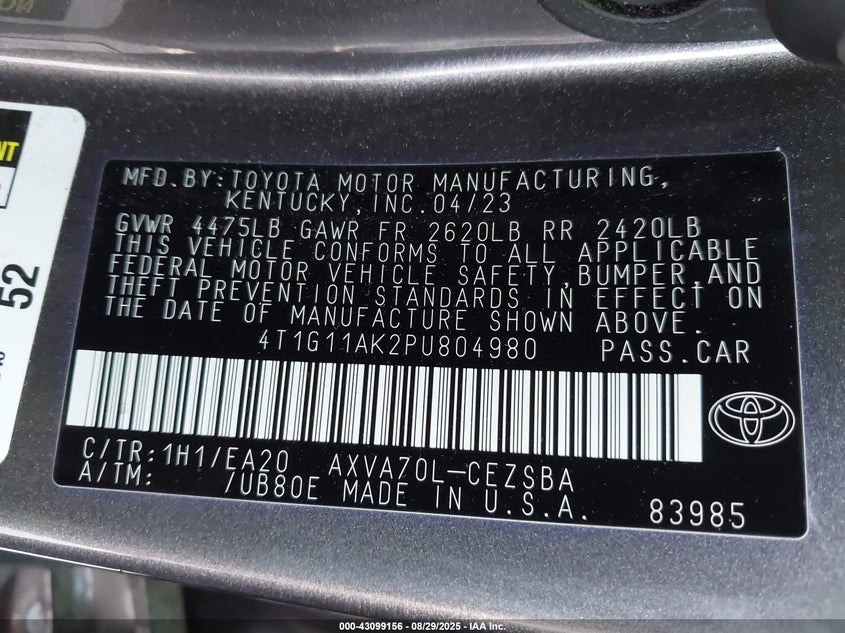 MFD.BY:TOYOTA MOTOR MANUFACTURING,
KENTUCKY,INC.04/23
GVWR 4475LB GAWR FR 2620LB RR 2420LB
THIS VEHICLE CONFORMS TO ALL APPLICABLE
FEDERAL MOTOR VEHICLE SAFETY,BUMPER,AND
THEFT PREVENTION STANDARDS IN EFFECT ON
THE DATE OF MANUFACTURE SHOWN ABOVE.
4T1G11AK2PU804980 PASS.CAR
C/TR:1H1/EA20 AXVA70L-CEZSBA
A/TM: /UB80E MADE IN U.S.A. 83985
52
000-43099156 - 08/29/2025 - IAA Inc.